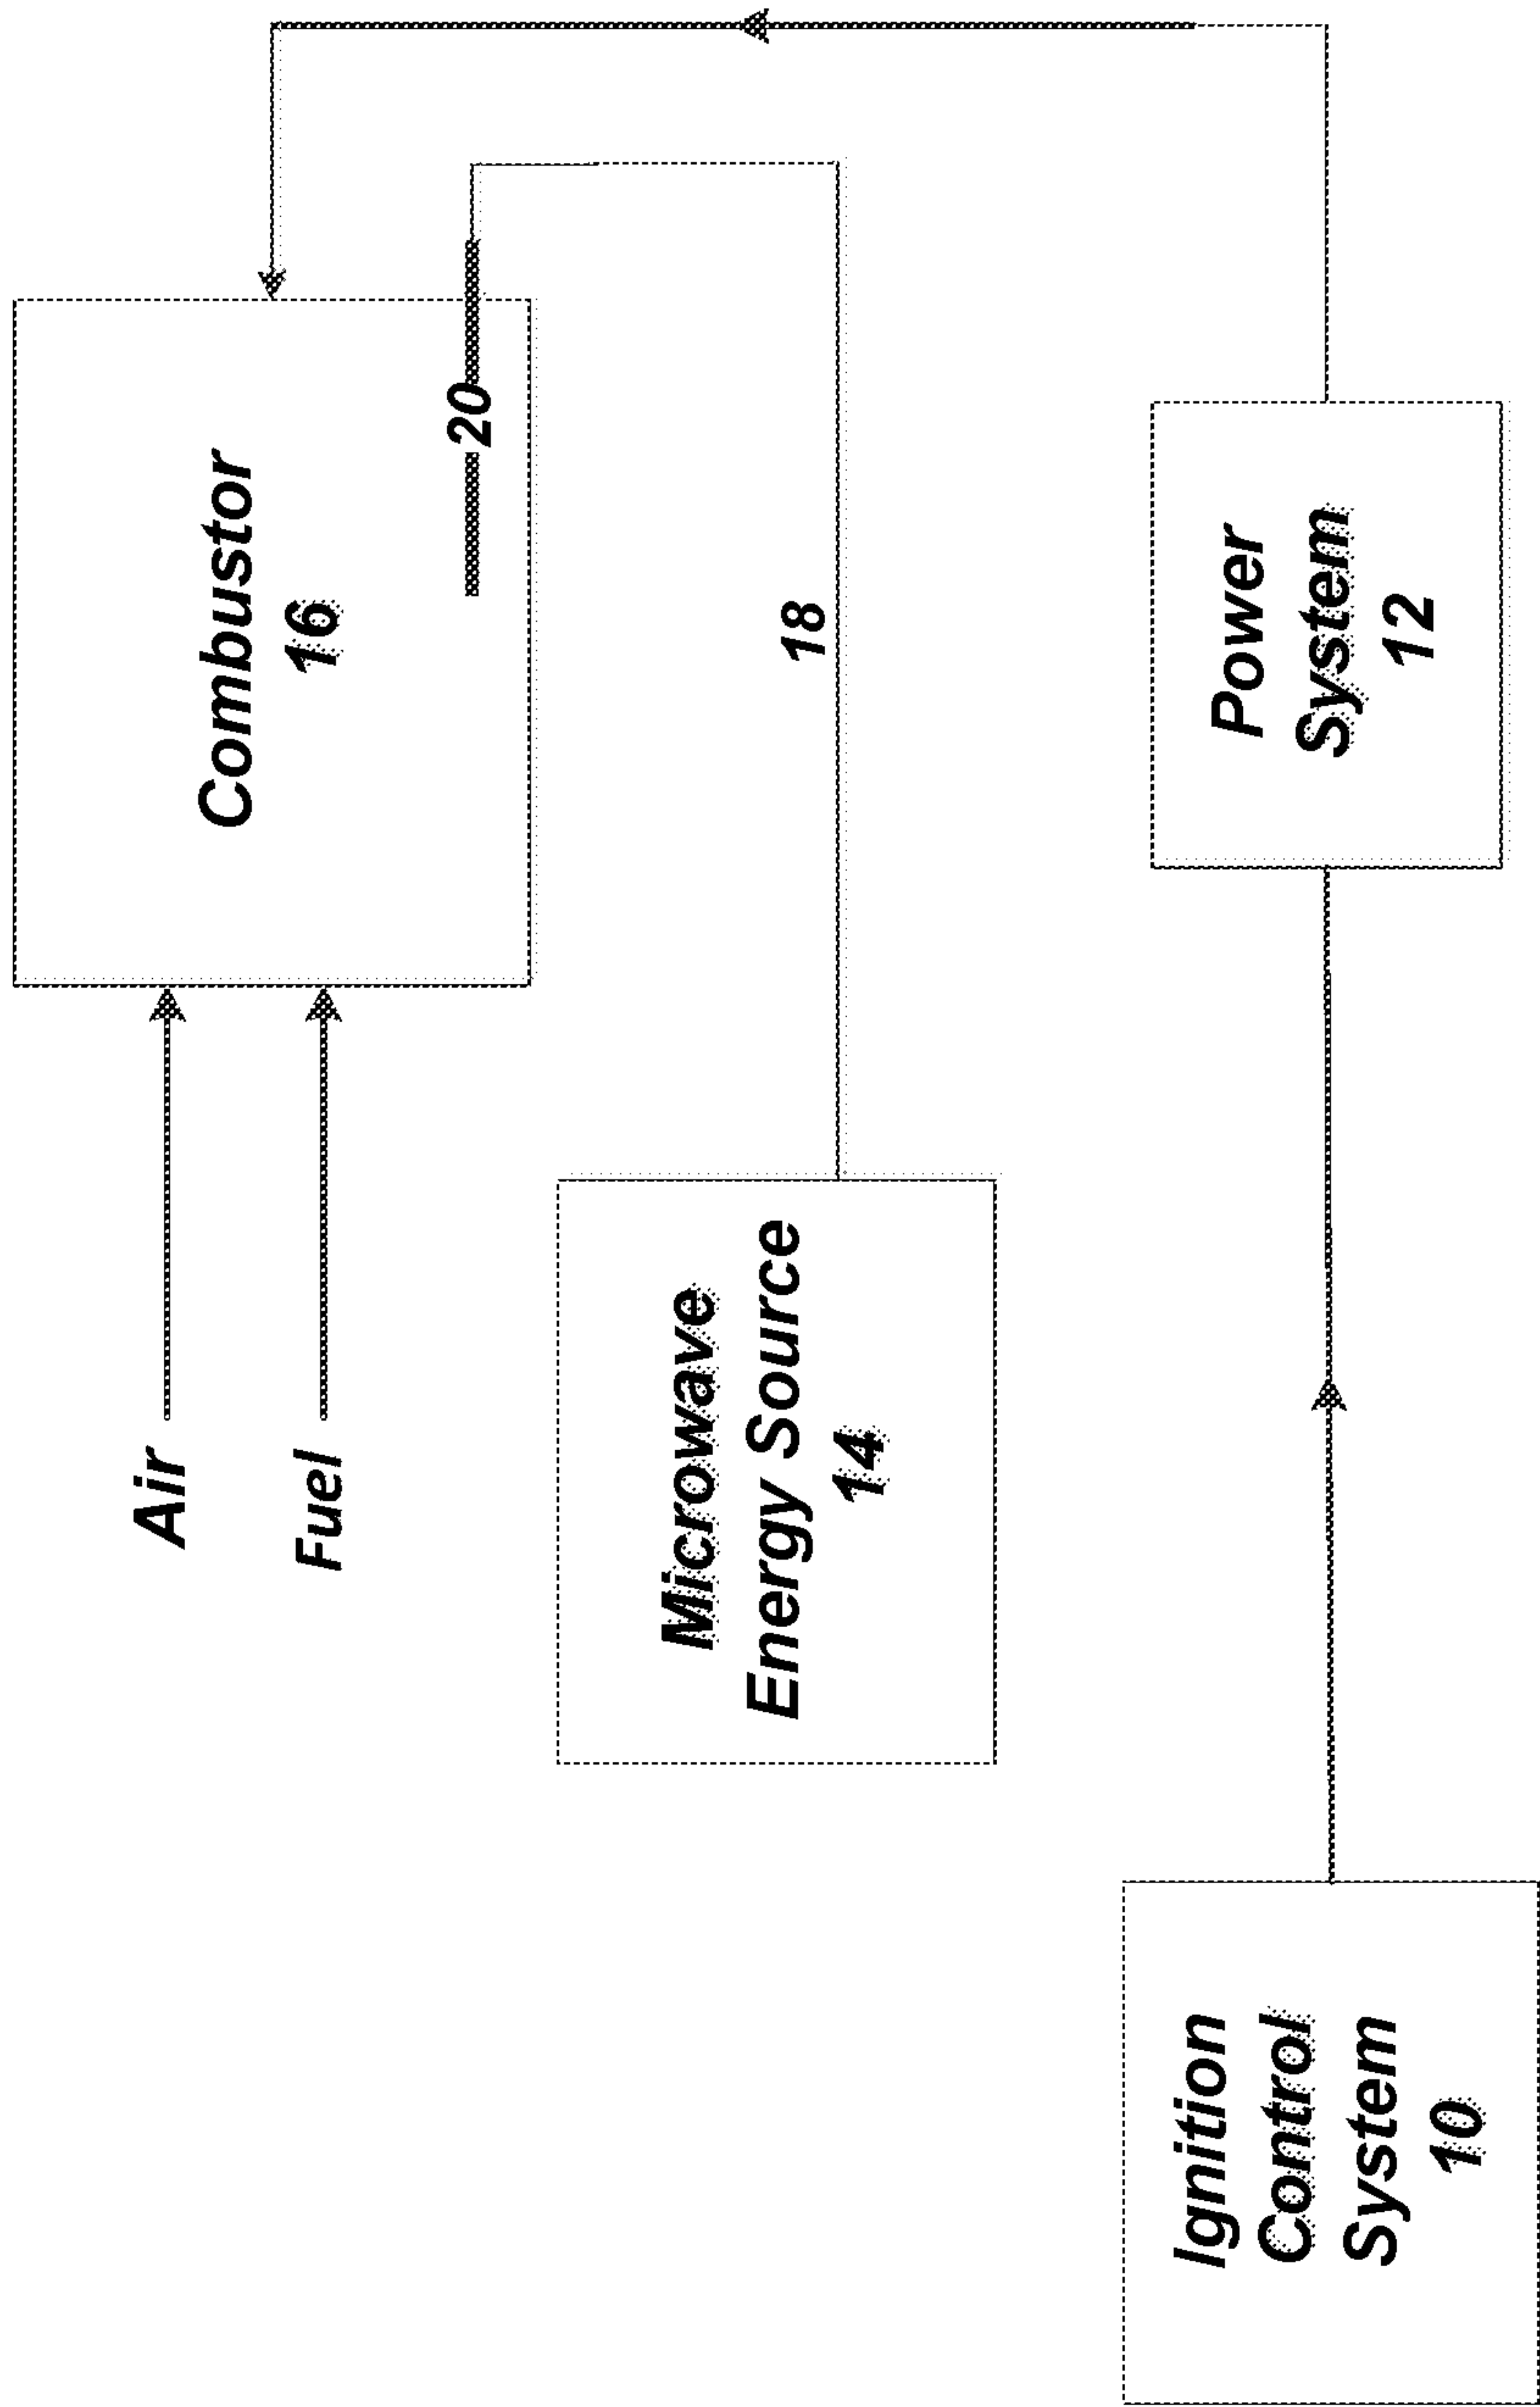 Air
Fuel
Combustor
16
20
Microwave
Energy Source
14
18
Ignition
Control
System
10
Power
System
12